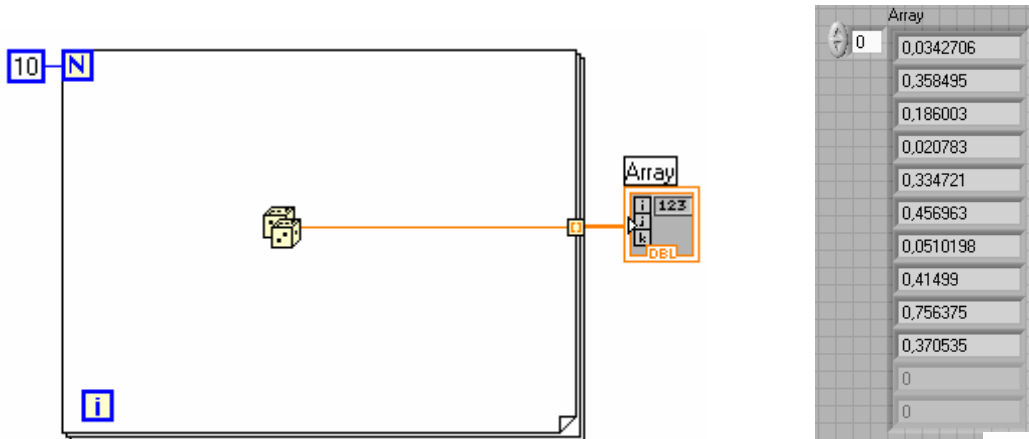 10
N
i
Array
i
123
j
k
DBL
Array
0
0,0342706
0,358495
0,186003
0,020783
0,334721
0,456963
0,0510198
0,41499
0,756375
0,370535
0
0